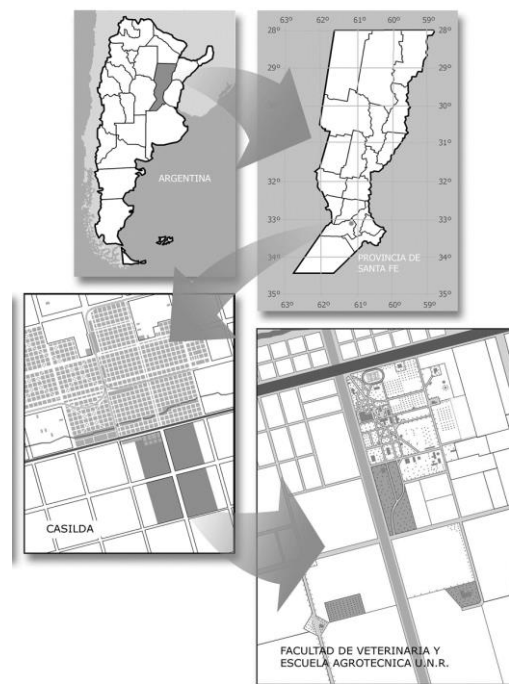 ARGENTINA
63º 62º 61º 60º 59º
28º 28º
29º 29º
30º 30º
31º 31º
32º 32º
33º 33º
34º 34º
35º 35º
PROVINCIA DE
SANTA FE
63º 62º 61º 60º 59º
CASILDA
FACULTAD DE VETERINARIA Y
ESCUELA AGROTECNICA U.N.R.